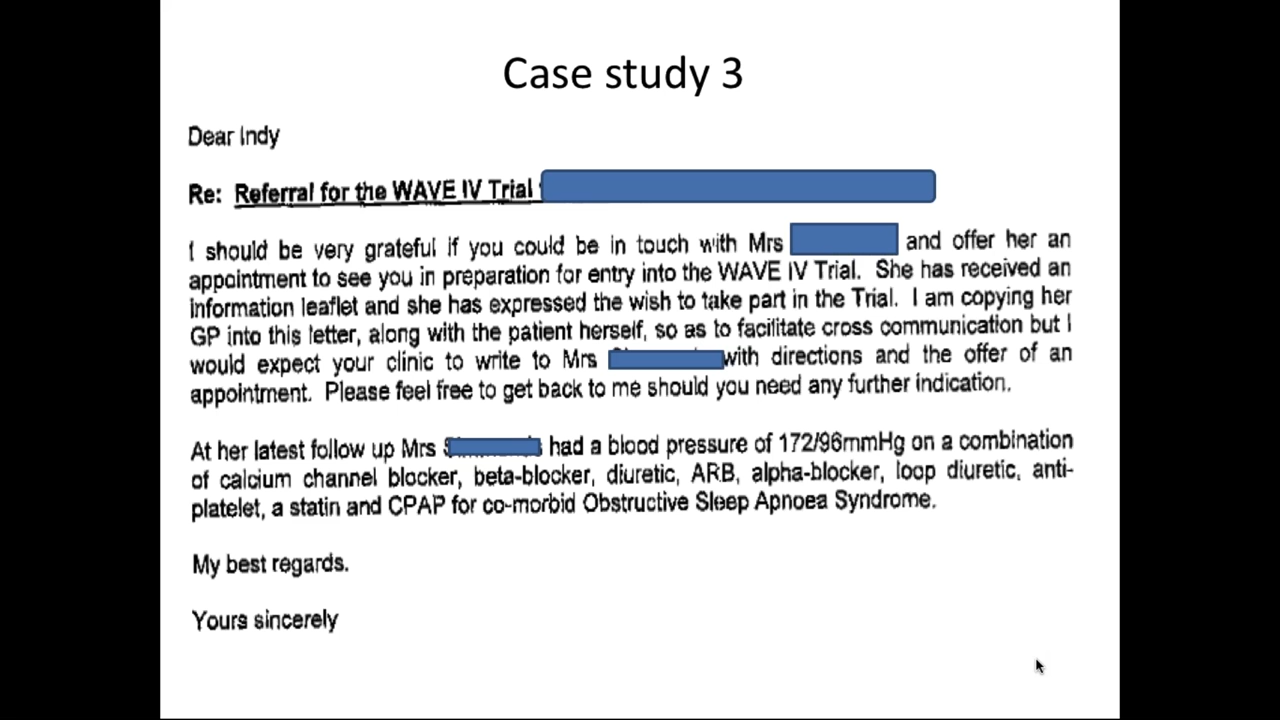 Case study 3
Dear Indy
Re: Referral for the WAVE IV Trial
I should be very grateful if you could be in touch with Mrs and offer her an
appointment to see you in preparation for entry into the WAVE IV Trial. She has received an
information leaflet and she has expressed the wish to take part in the Trial. I am copying her
GP into this letter, along with the patient herself, so as to facilitate cross communication but I
would expect your clinic to write to Mrs with directions and the offer of an
appointment. Please feel free to get back to me should you need any further indication.
At her latest follow up Mrs had a blood pressure of 172/96mmHg on a combination
of calcium channel blocker, beta-blocker, diuretic, ARB, alpha-blocker, loop diuretic, anti-
platelet, a statin and CPAP for co-morbid Obstructive Sleep Apnoea Syndrome.
My best regards.
Yours sincerely